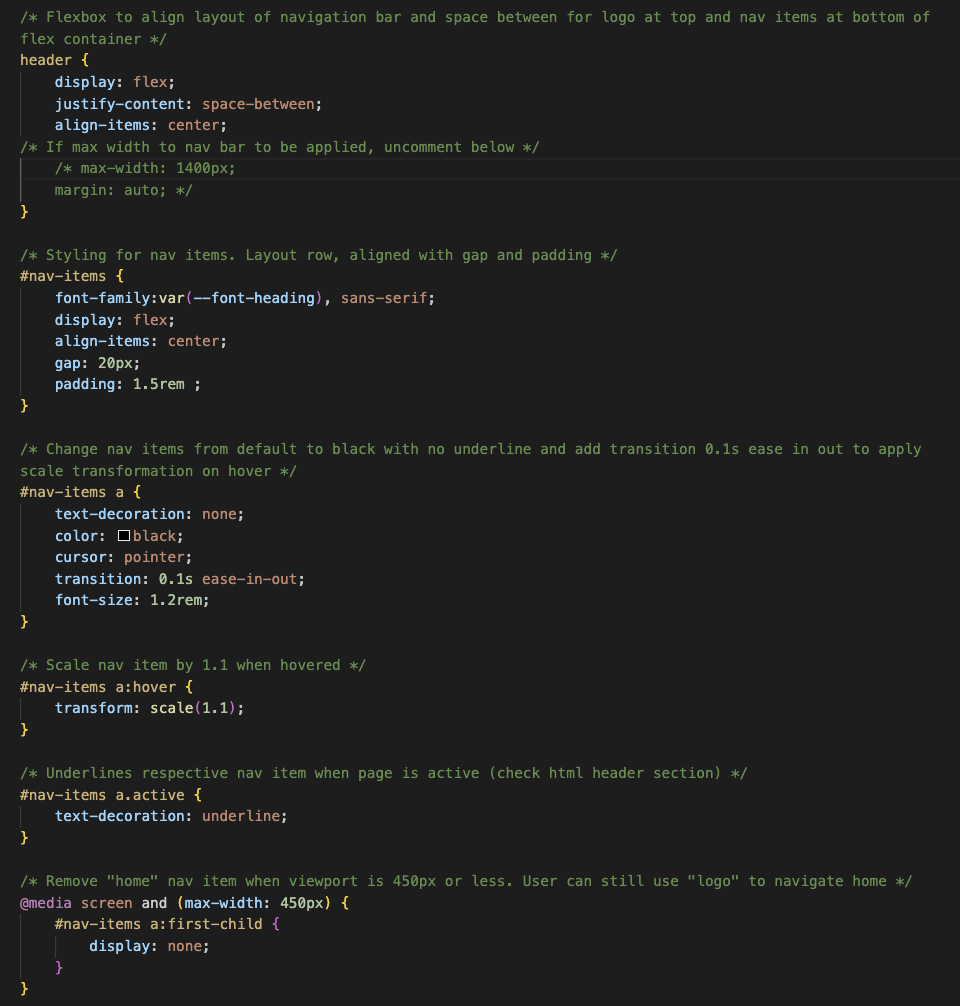 /* Flexbox to align layout of navigation bar and space between for logo at top and nav items at bottom of
flex container */
header {
    display: flex;
    justify-content: space-between;
    align-items: center;
/* If max width to nav bar to be applied, uncomment below */
    /* max-width: 1400px;
    margin: auto; */
}

/* Styling for nav items. Layout row, aligned with gap and padding */
#nav-items {
    font-family:var(--font-heading), sans-serif;
    display: flex;
    align-items: center;
    gap: 20px;
    padding: 1.5rem ;
}

/* Change nav items from default to black with no underline and add transition 0.1s ease in out to apply
scale transformation on hover */
#nav-items a {
    text-decoration: none;
    color: black;
    cursor: pointer;
    transition: 0.1s ease-in-out;
    font-size: 1.2rem;
}

/* Scale nav item by 1.1 when hovered */
#nav-items a:hover {
    transform: scale(1.1);
}

/* Underlines respective nav item when page is active (check html header section) */
#nav-items a.active {
    text-decoration: underline;
}

/* Remove "home" nav item when viewport is 450px or less. User can still use "logo" to navigate home */
@media screen and (max-width: 450px) {
    #nav-items a:first-child {
        display: none;
    }
}